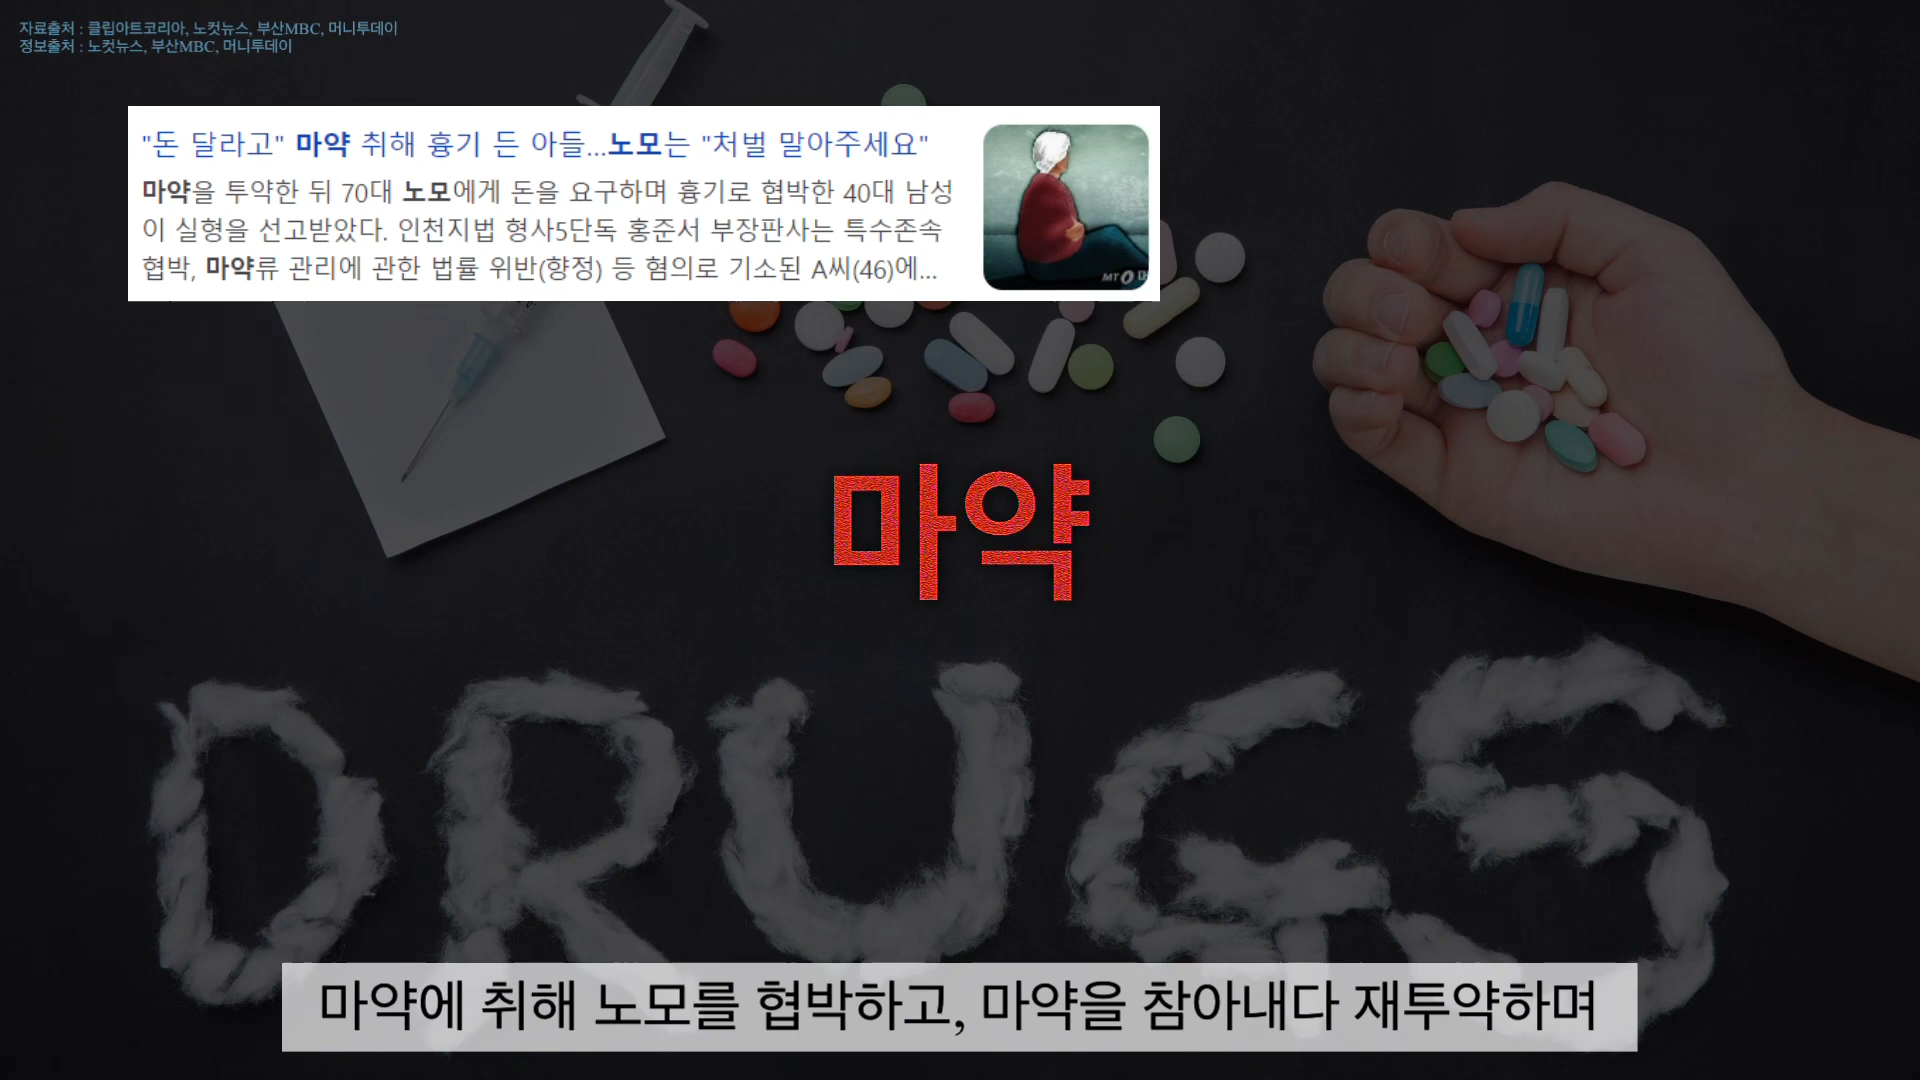 자료출처 : 클립아트코리아, 노컷뉴스, 부산MBC, 머니투데이
정보출처 : 노컷뉴스, 부산MBC, 머니투데이
"돈 달라고" 마약 취해 흉기 든 아들...노모는 "처벌 말아주세요"
마약을 투약한 뒤 70대 노모에게 돈을 요구하며 흉기로 협박한 40대 남성
이 실형을 선고받았다. 인천지법 형사5단독 홍준서 부장판사는 특수존속
협박, 마약류 관리에 관한 법률 위반(향정) 등 혐의로 기소된 A씨(46)에...
MT
마약
DRUGS
마약에 취해 노모를 협박하고, 마약을 참아내다 재투약하며